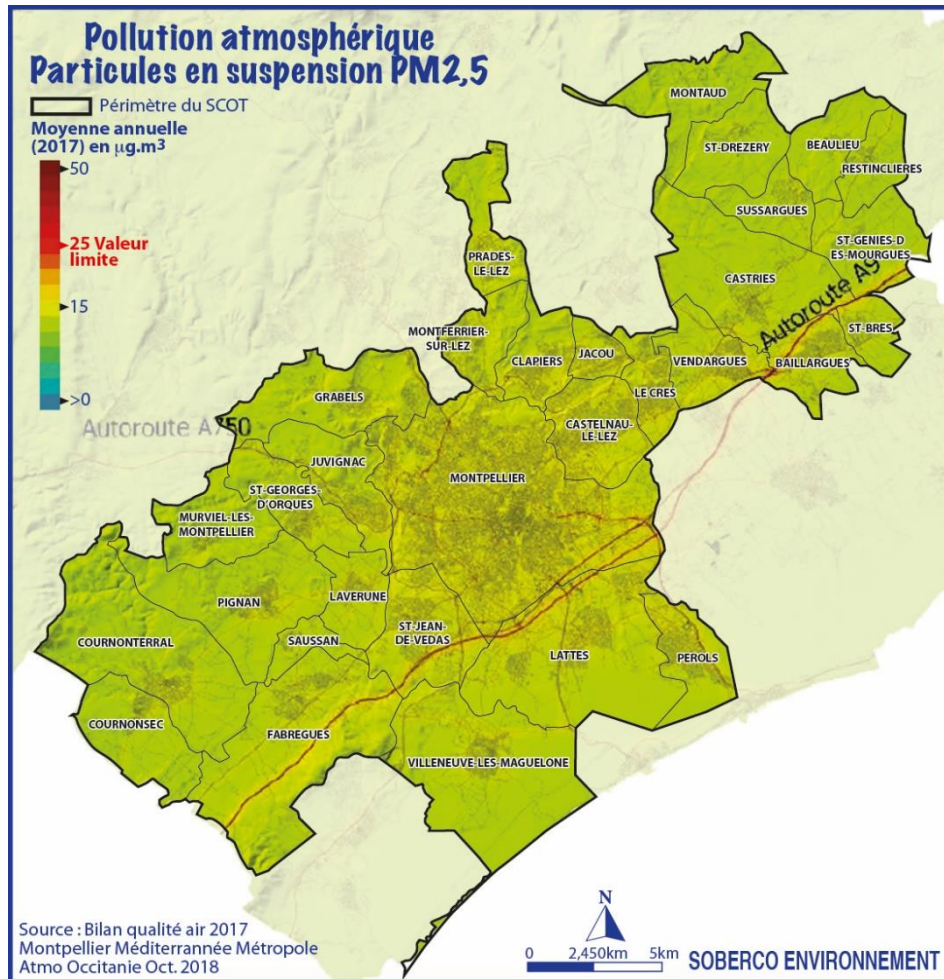 Pollution atmosphérique
Particules en suspension PM2,5
Périmètre du SCOT
Moyenne annuelle
(2017) en µg.m³
50
25 Valeur
limite
15
>0
MONTAUD
ST-DREZERY
BEAULIEU
RESTINCLIERES
SUSSARGUES
ST-GENIES-D
ES-MOURGUES
CASTRIES
Autoroute A9
ST-BRES
BAILLARGUES
VENDARGUES
PRADES-
LE-LEZ
MONTFERRIER-
SUR-LEZ
CLAPIERS
JACOU
LE CRES
CASTELNAU-
LE-LEZ
GRABELS
Autoroute A750
JUVIGNAC
MONTPELLIER
ST-GEORGES-
D'ORQUES
MURVIEL-LES-
MONTPELLIER
PIGNAN
LAVERUNE
COURNONTERRAL
SAUSSAN
ST-JEAN-
DE-VEDAS
LATTES
PEROLS
COURNONSEC
FABREGUES
VILLENEUVE-LES-MAGUELONE
Source : Bilan qualité air 2017
Montpellier Méditerrannée Métropole
Atmo Occitanie Oct. 2018
N
0 2,450km 5km
SOBERCO ENVIRONNEMENT